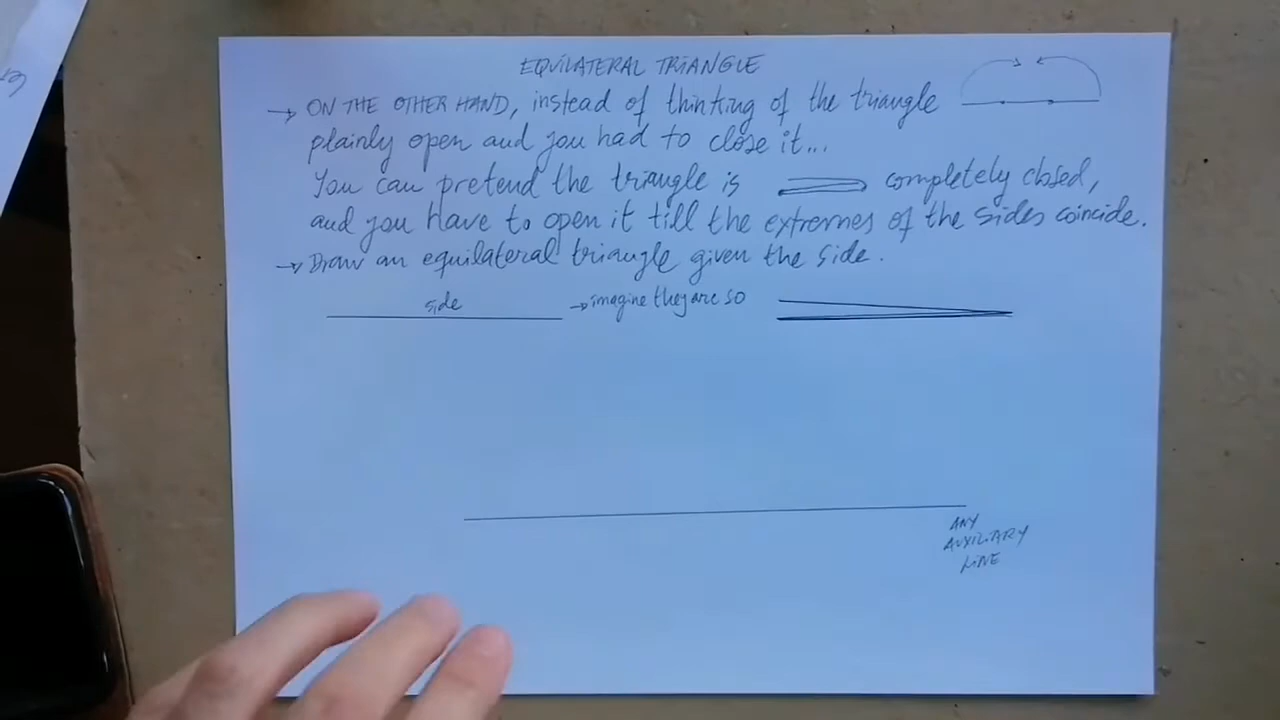 EQUILATERAL TRIANGLE
→ ON THE OTHER HAND, instead of thinking of the triangle
plainly open and you had to close it...
You can pretend the triangle is completely closed,
and you have to open it till the extremes of the sides coincide.
→ Draw an equilateral triangle given the side.
side → imagine they are so
ANY
AUXILIARY
LINE